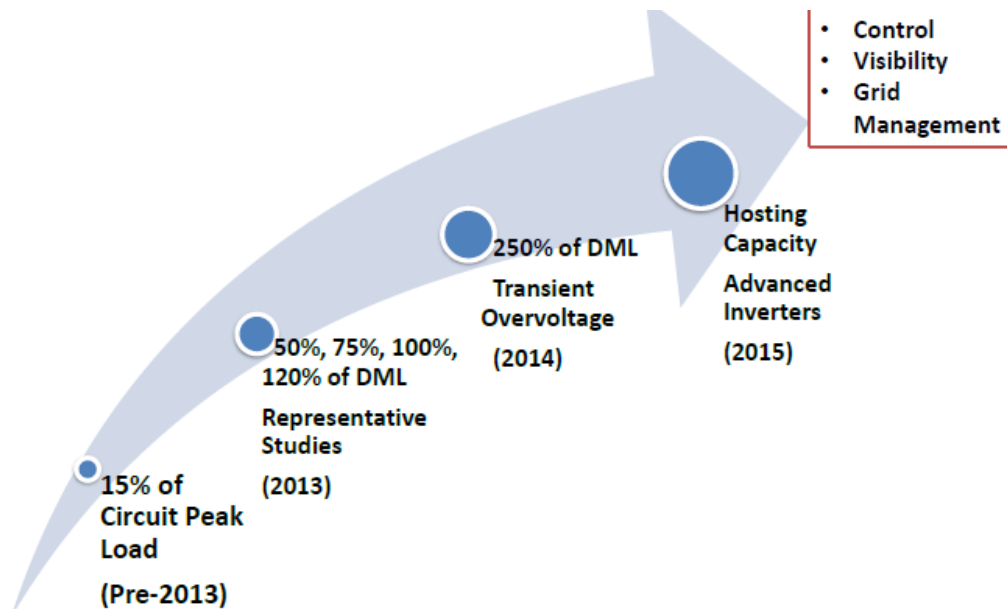 • Control
• Visibility
• Grid
Management
250% of DML
Transient
Overvoltage
(2014)
Hosting
Capacity
Advanced
Inverters
(2015)
50%, 75%, 100%,
120% of DML
Representative
Studies
(2013)
15% of
Circuit Peak
Load
(Pre-2013)